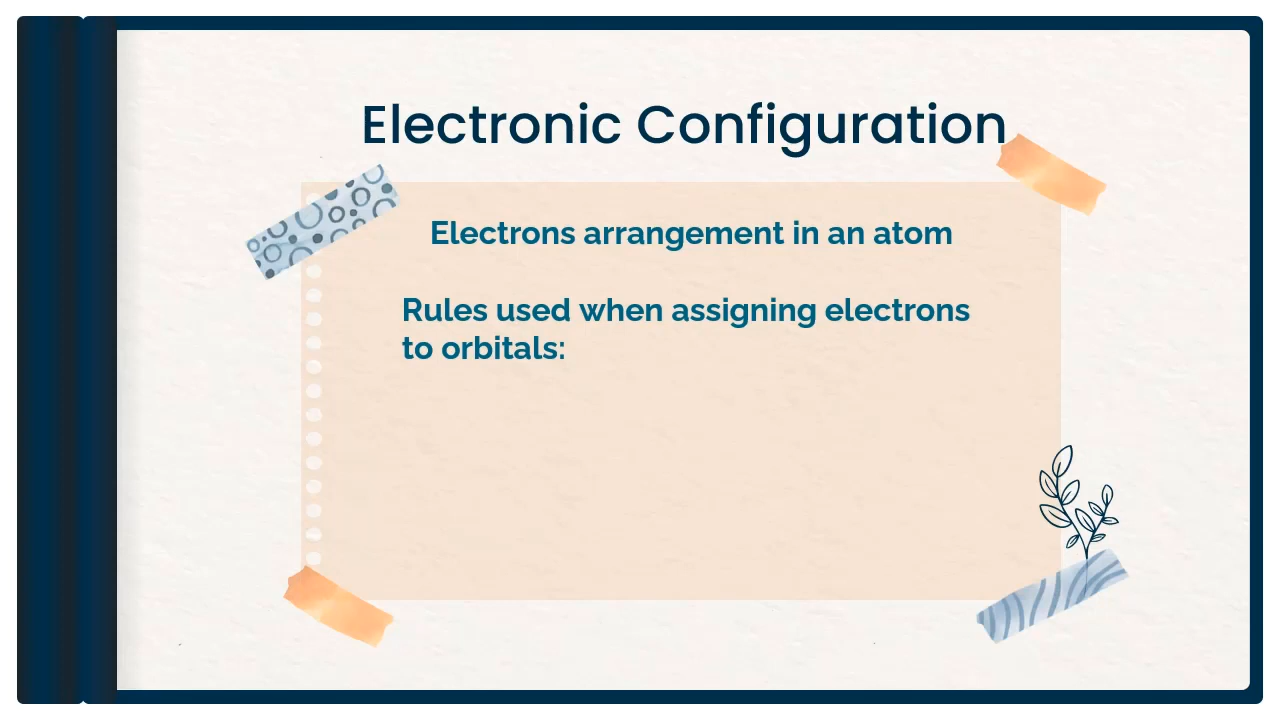 Electronic Configuration
Electrons arrangement in an atom
Rules used when assigning electrons
to orbitals: